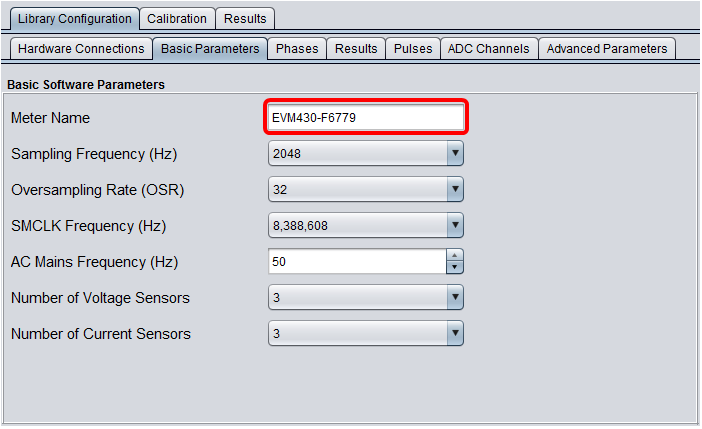 Library Configuration Calibration Results
Hardware Connections Basic Parameters Phases Results Pulses ADC Channels Advanced Parameters
Basic Software Parameters
Meter Name EVM430-F6779
Sampling Frequency (Hz) 2048
Oversampling Rate (OSR) 32
SMCLK Frequency (Hz) 8,388,608
AC Mains Frequency (Hz) 50
Number of Voltage Sensors 3
Number of Current Sensors 3